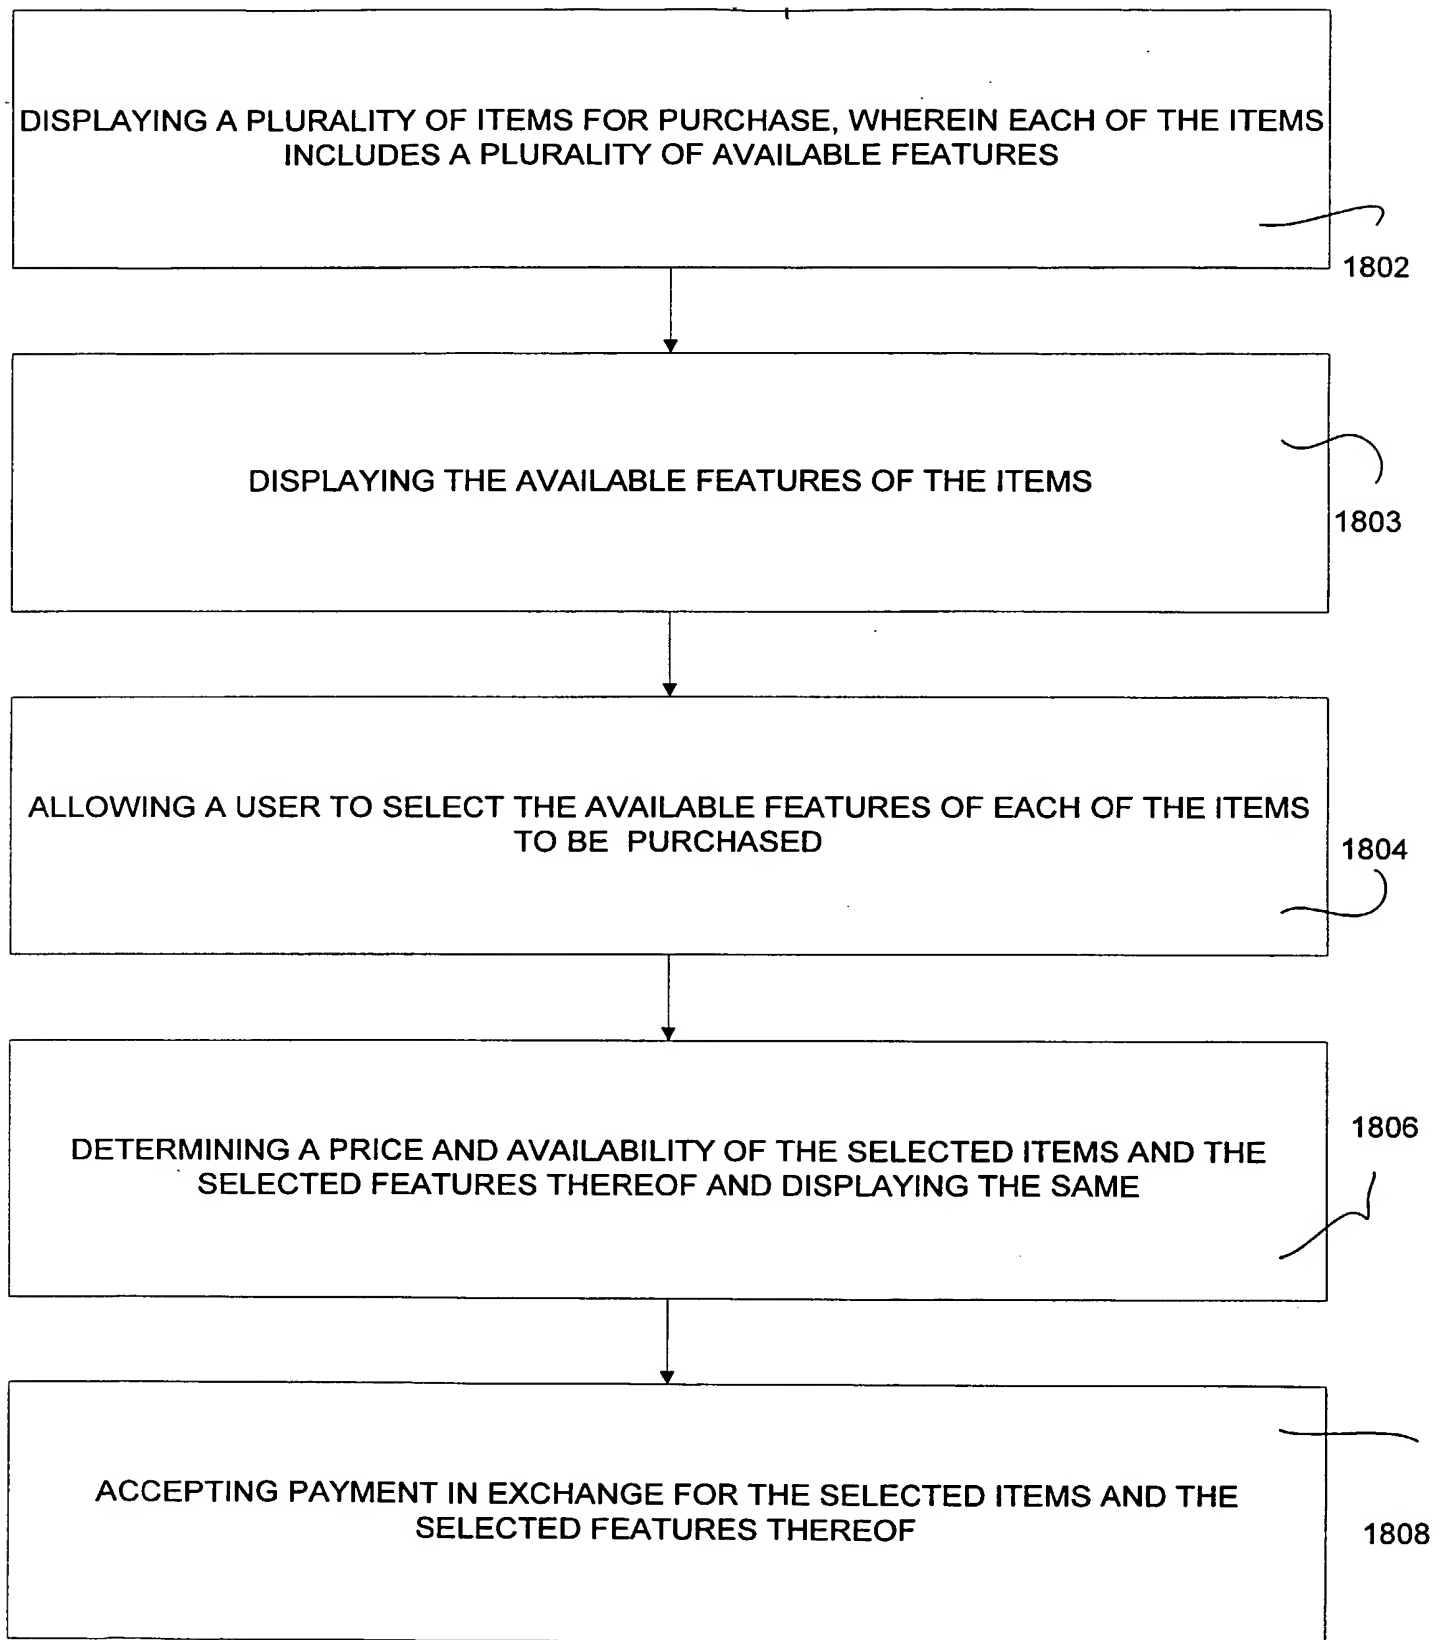 DISPLAYING A PLURALITY OF ITEMS FOR PURCHASE, WHEREIN EACH OF THE ITEMS
INCLUDES A PLURALITY OF AVAILABLE FEATURES
1802
DISPLAYING THE AVAILABLE FEATURES OF THE ITEMS
1803
ALLOWING A USER TO SELECT THE AVAILABLE FEATURES OF EACH OF THE ITEMS
TO BE PURCHASED
1804
DETERMINING A PRICE AND AVAILABILITY OF THE SELECTED ITEMS AND THE
SELECTED FEATURES THEREOF AND DISPLAYING THE SAME
1806
ACCEPTING PAYMENT IN EXCHANGE FOR THE SELECTED ITEMS AND THE
SELECTED FEATURES THEREOF
1808